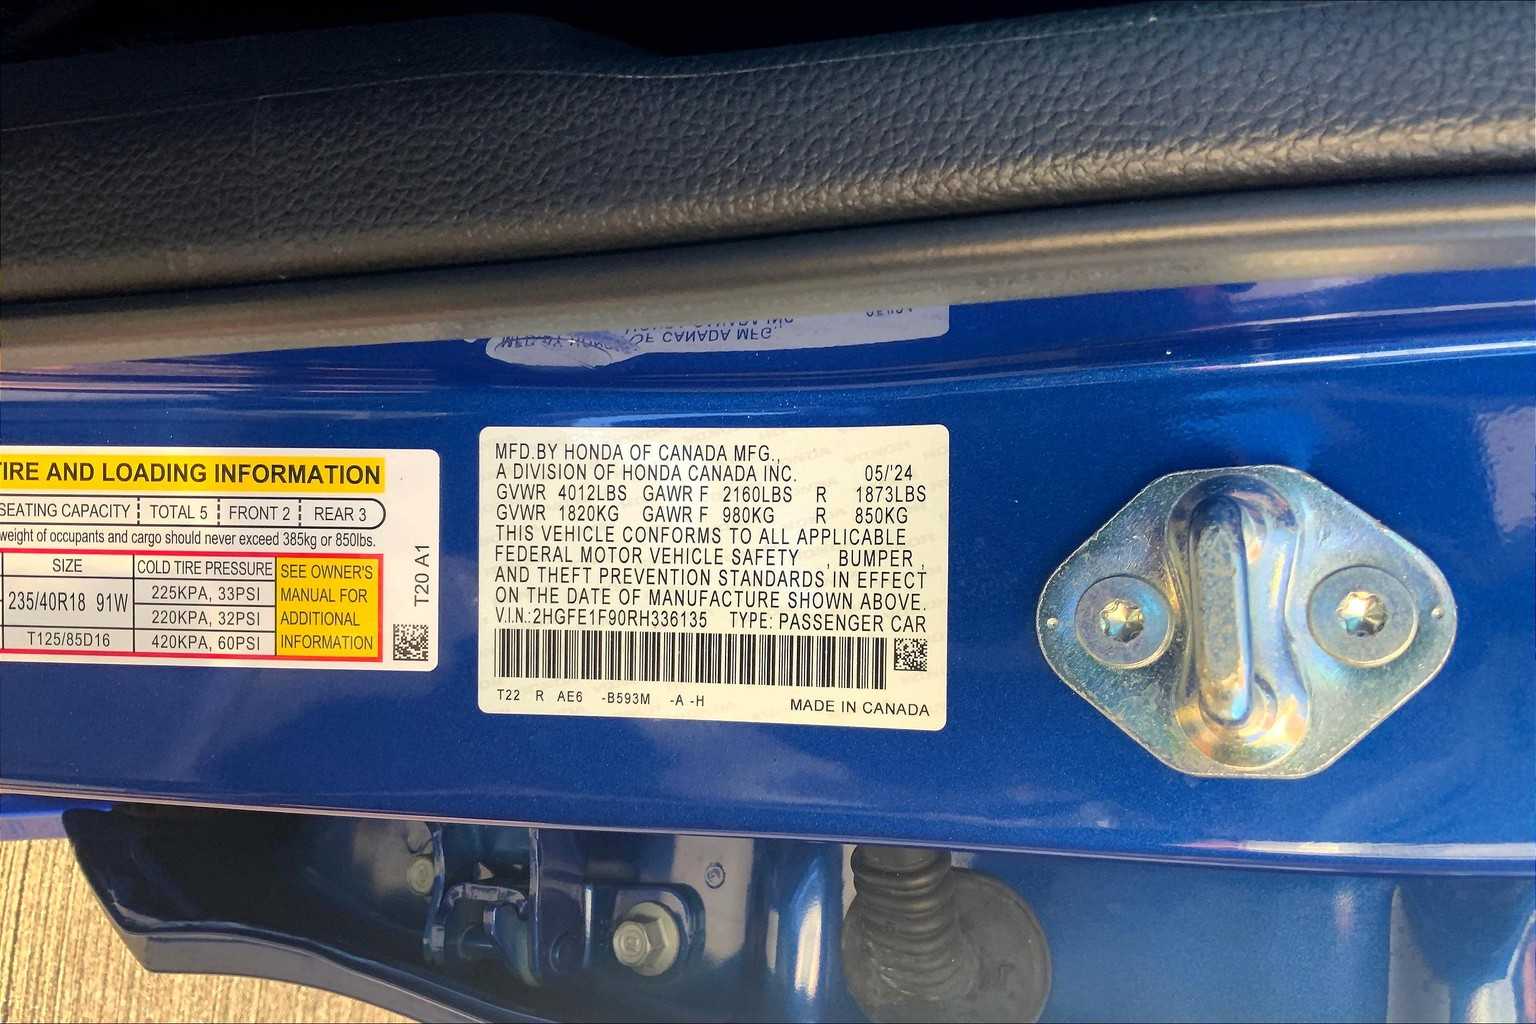 TIRE AND LOADING INFORMATION
SEATING CAPACITY TOTAL 5 FRONT 2 REAR 3
weight of occupants and cargo should never exceed 385kg or 850lbs.
SIZE COLD TIRE PRESSURE
235/40R18 91W 225KPA, 33PSI
220KPA, 32PSI
T125/85D16 420KPA, 60PSI
SEE OWNER'S
MANUAL FOR
ADDITIONAL
INFORMATION
T20 A1
MFD.BY HONDA OF CANADA MFG.,
A DIVISION OF HONDA CANADA INC. 05/'24
GVWR 4012LBS GAWR F 2160LBS R 1873LBS
GVWR 1820KG GAWR F 980KG R 850KG
THIS VEHICLE CONFORMS TO ALL APPLICABLE
FEDERAL MOTOR VEHICLE SAFETY , BUMPER ,
AND THEFT PREVENTION STANDARDS IN EFFECT
ON THE DATE OF MANUFACTURE SHOWN ABOVE.
V.I.N.:2HGFE1F90RH336135 TYPE: PASSENGER CAR
T22 R AE6 -B593M -A -H MADE IN CANADA